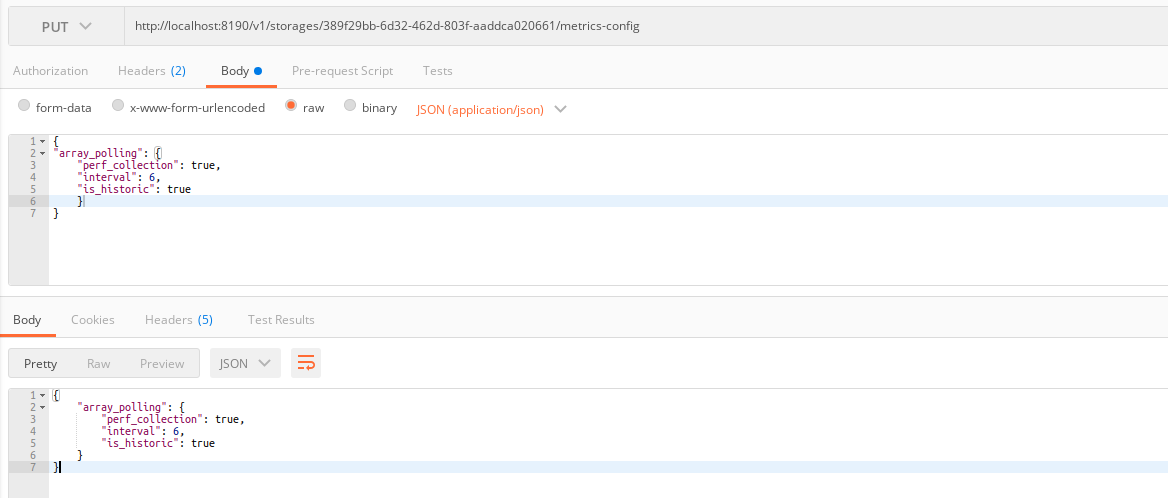 PUT http://localhost:8190/v1/storages/389f29bb-6d32-462d-803f-aaddca020661/metrics-config
Authorization Headers (2) Body Pre-request Script Tests
form-data x-www-form-urlencoded raw binary JSON (application/json)
1 {
2 "array_polling": {
3 "perf_collection": true,
4 "interval": 6,
5 "is_historic": true
6 }
7 }
Body Cookies Headers (5) Test Results
Pretty Raw Preview JSON
1 {
2 "array_polling": {
3 "perf_collection": true,
4 "interval": 6,
5 "is_historic": true
6 }
7 }